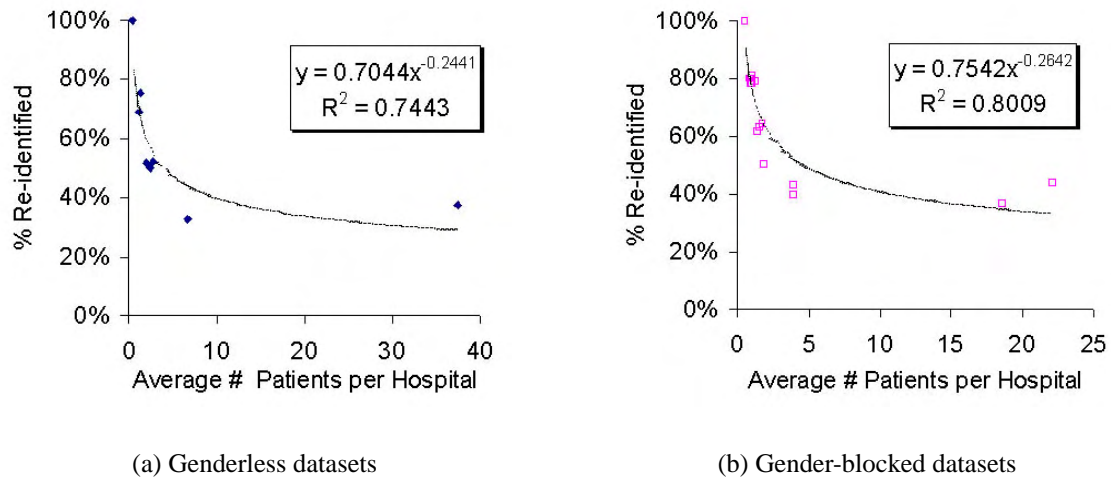 100%
80%
60%
40%
20%
0%
% Re-identified
y = 0.7044x^-0.2441
R² = 0.7443
0 10 20 30 40
Average # Patients per Hospital
(a) Genderless datasets
100%
80%
60%
40%
20%
0%
% Re-identified
y = 0.7542x^-0.2642
R² = 0.8009
0 5 10 15 20 25
Average # Patients per Hospital
(b) Gender-blocked datasets